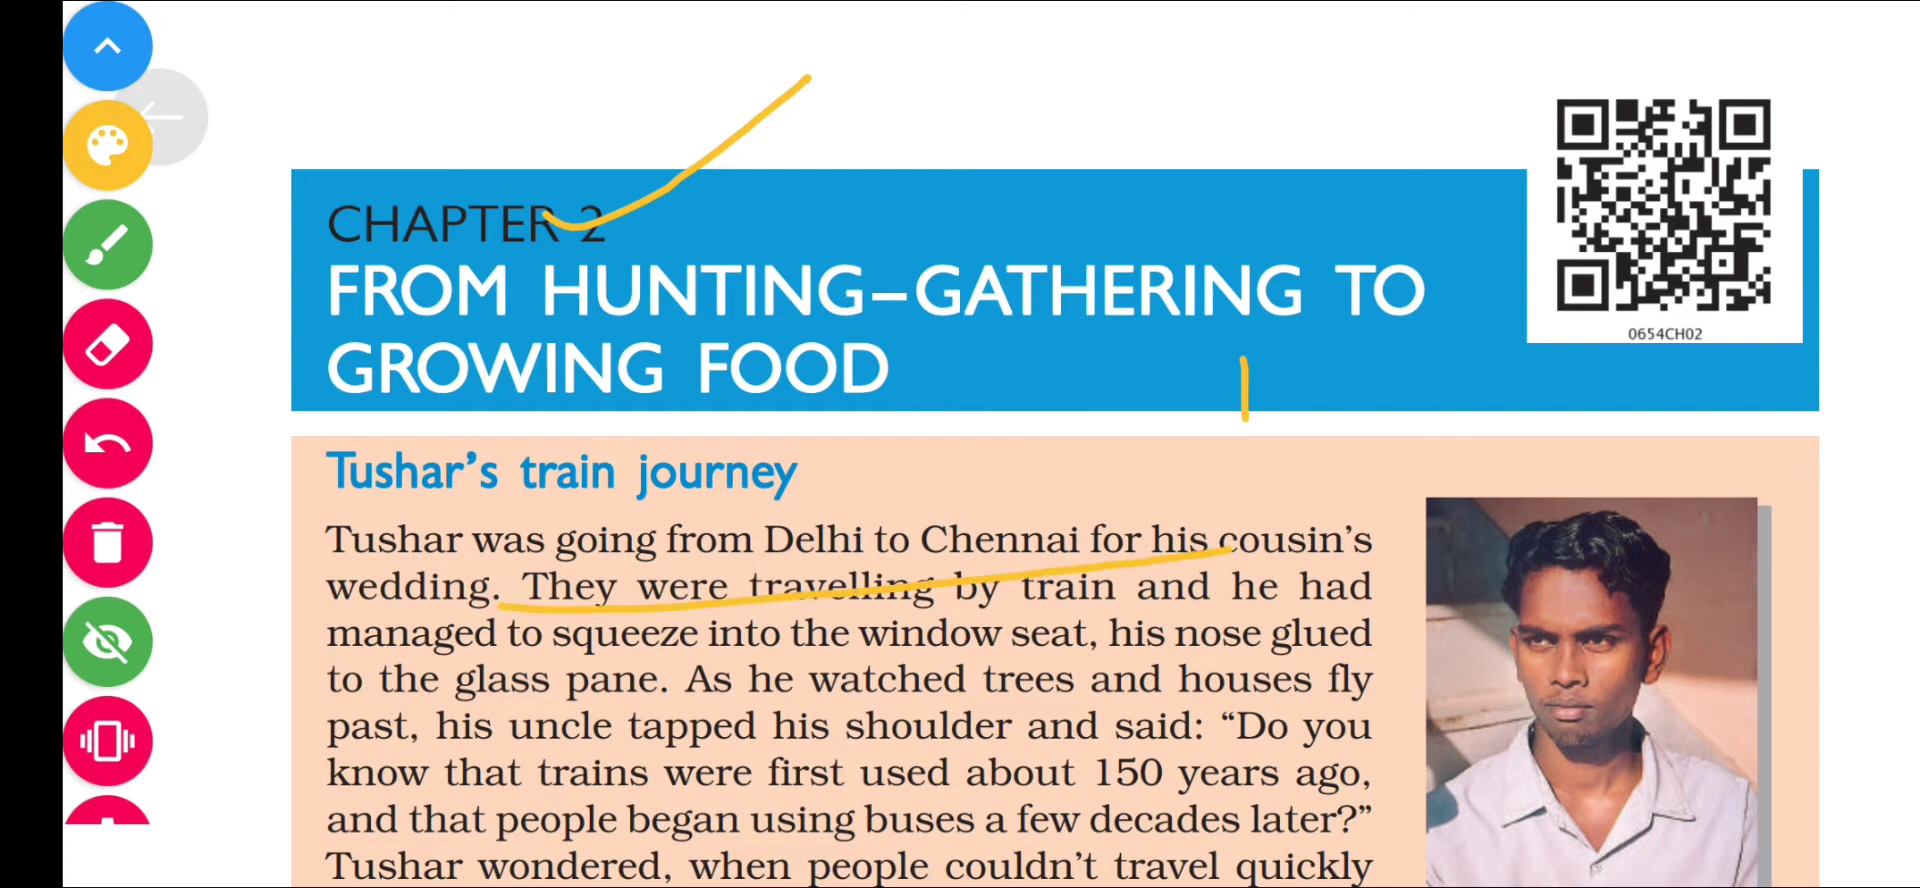 CHAPTER 2
FROM HUNTING–GATHERING TO
GROWING FOOD
0654CH02
Tushar’s train journey
Tushar was going from Delhi to Chennai for his cousin’s
wedding. They were travelling by train and he had
managed to squeeze into the window seat, his nose glued
to the glass pane. As he watched trees and houses fly
past, his uncle tapped his shoulder and said: “Do you
know that trains were first used about 150 years ago,
and that people began using buses a few decades later?”
Tushar wondered, when people couldn’t travel quickly